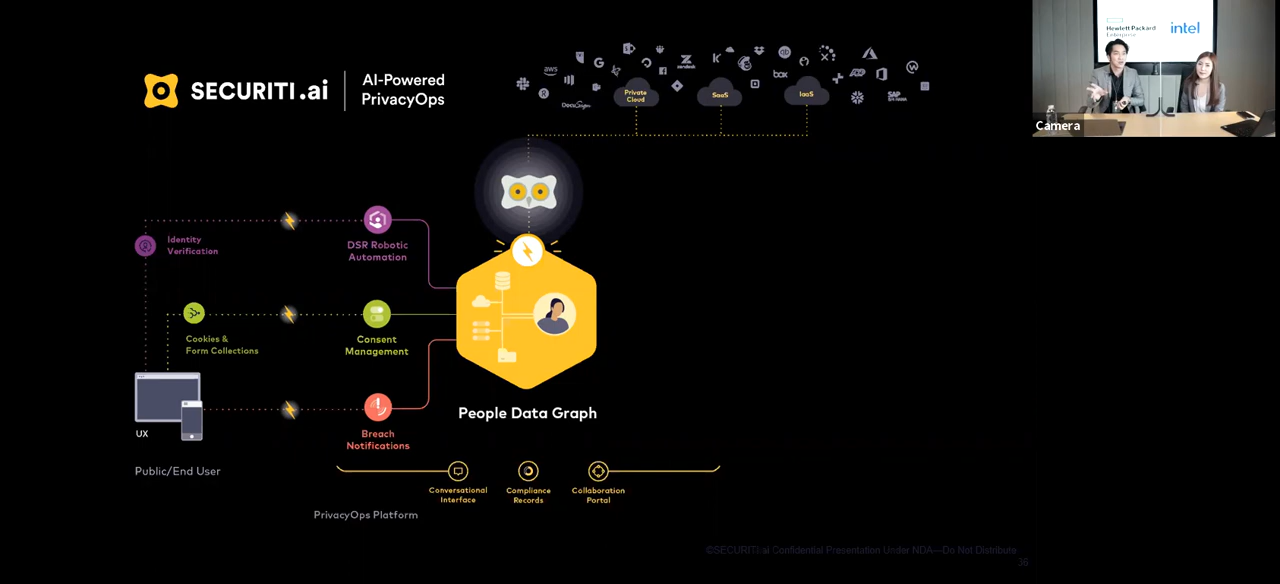 SECURITI.ai
AI-Powered
PrivacyOps
aws
zendesk
box
DocuSign
Private
Cloud
SaaS
IaaS
SAP
Hewlett Packard
Enterprise
intel
Camera
Identity
Verification
DSR Robotic
Automation
Cookies &
Form Collections
Consent
Management
UX
Breach
Notifications
People Data Graph
Public/End User
Conversational
Interface
Compliance
Records
Collaboration
Portal
PrivacyOps Platform
©SECURITI.ai Confidential Presentation Under NDA—Do Not Distribute
36